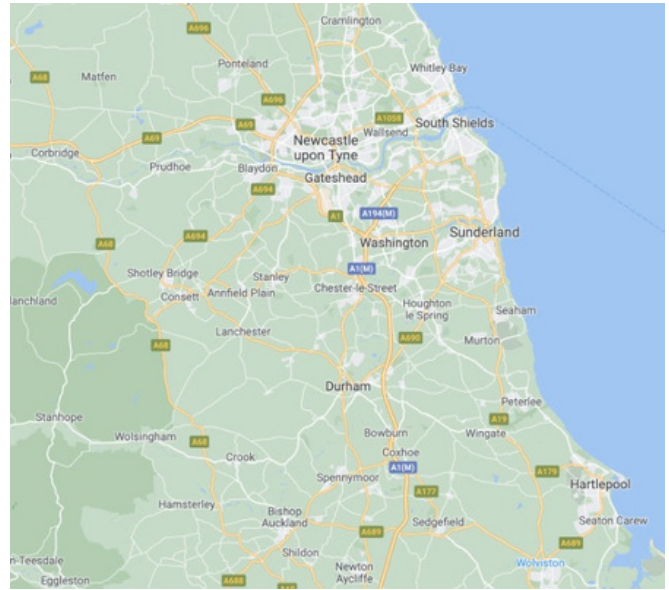 Cramlington
A696
Ponteland
Whitley Bay
A68
Matfen
A696
A1058
South Shields
A69
A69
Newcastle
upon Tyne
Wallsend
Corbridge
Prudhoe
Blaydon
Gateshead
A694
A1
A194(M)
A694
A68
Washington
Sunderland
Shotley Bridge
Stanley
A1(M)
Consett
Annfield Plain
Chester-le-Street
Houghton
le Spring
Seaham
lanchland
Lanchester
A690
Murton
A68
Durham
Peterlee
Stanhope
A19
Wolsingham
A68
Bowburn
Wingate
Crook
Coxhoe
A1(M)
A179
Spennymoor
Hartlepool
Hamsterley
A177
Bishop
Auckland
A689
Sedgefield
Seaton Carew
Shildon
A689
n-Teesdale
Newton
Aycliffe
Wolviston
Eggleston
A688